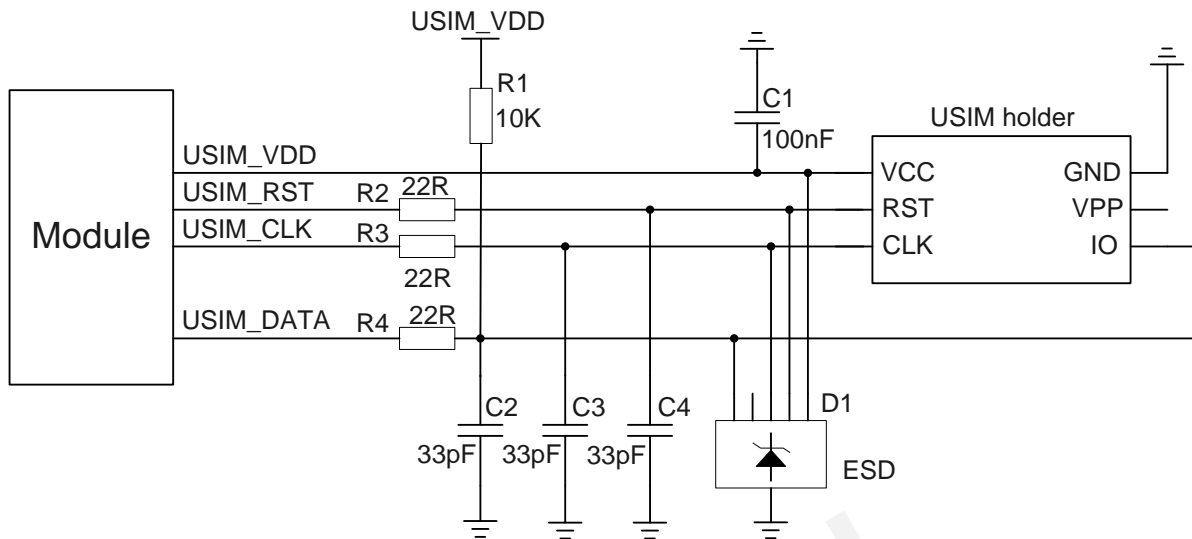 USIM_VDD
R1
10K
C1
100nF
USIM holder
Module
USIM_VDD
USIM_RST
R2
22R
USIM_CLK
R3
22R
USIM_DATA
R4
22R
VCC
GND
RST
VPP
CLK
IO
C2
33pF
C3
33pF
C4
33pF
D1
ESD